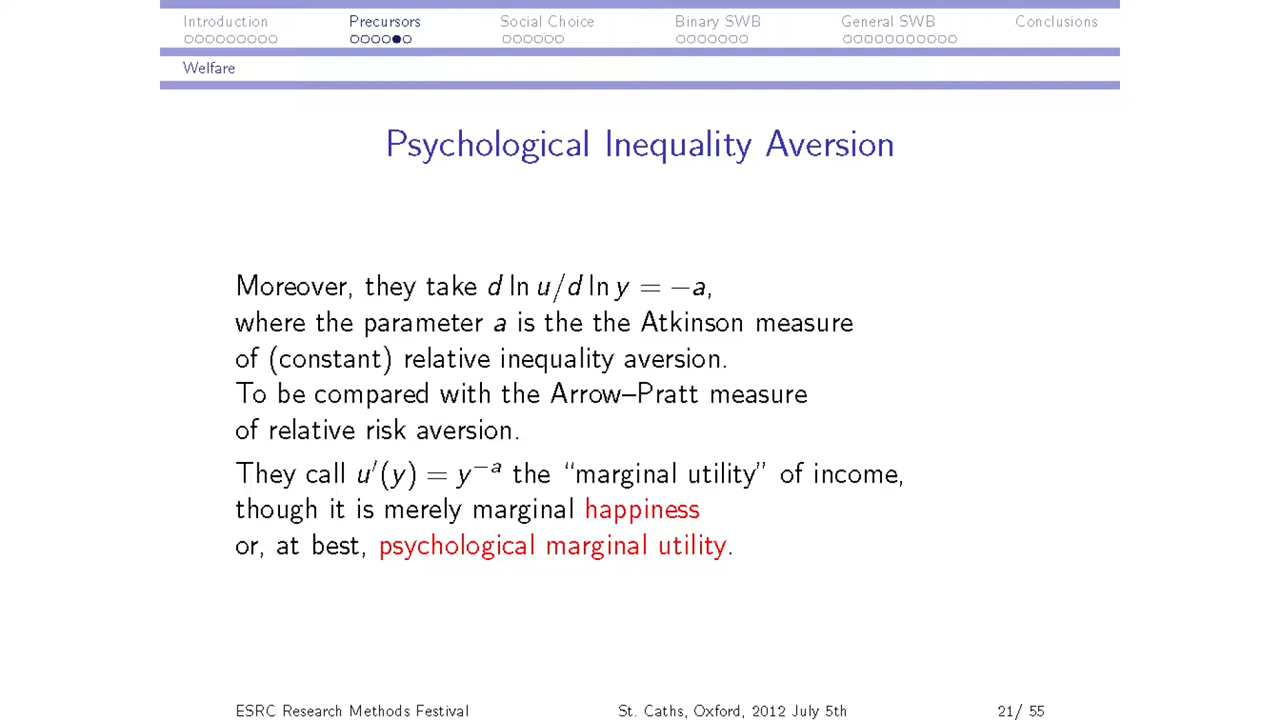 Introduction Precursors Social Choice Binary SWB General SWB Conclusions
Welfare
Psychological Inequality Aversion
Moreover, they take d ln u/d ln y = −a,
where the parameter a is the the Atkinson measure
of (constant) relative inequality aversion.
To be compared with the Arrow–Pratt measure
of relative risk aversion.
They call u′(y) = y⁻ᵃ the “marginal utility” of income,
though it is merely marginal happiness
or, at best, psychological marginal utility.
ESRC Research Methods Festival St. Caths, Oxford, 2012 July 5th 21/ 55